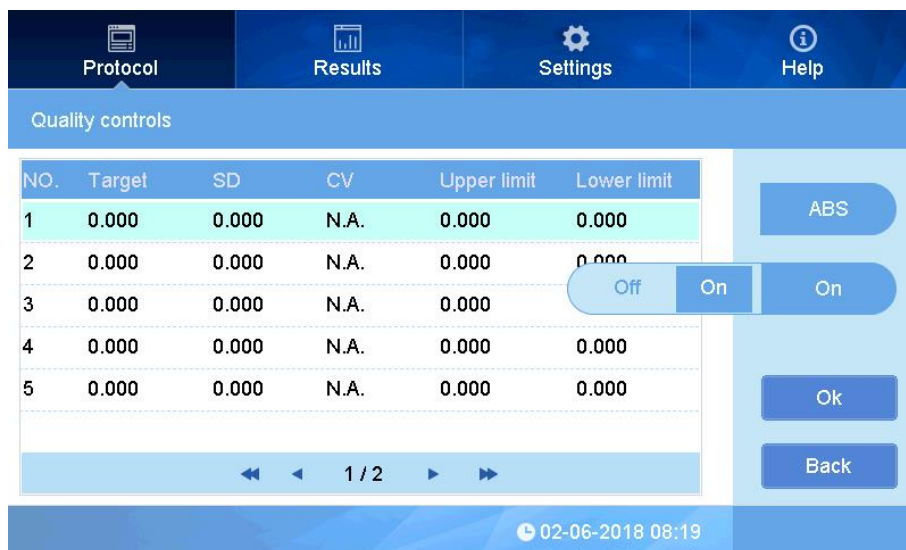 Protocol Results Settings Help
Quality controls
NO. Target SD CV Upper limit Lower limit
1 0.000 0.000 N.A. 0.000 0.000
ABS
2 0.000 0.000 N.A. 0.000 0.000
Off On On
3 0.000 0.000 N.A. 0.000
4 0.000 0.000 N.A. 0.000 0.000
5 0.000 0.000 N.A. 0.000 0.000
Ok
1 / 2
Back
02-06-2018 08:19